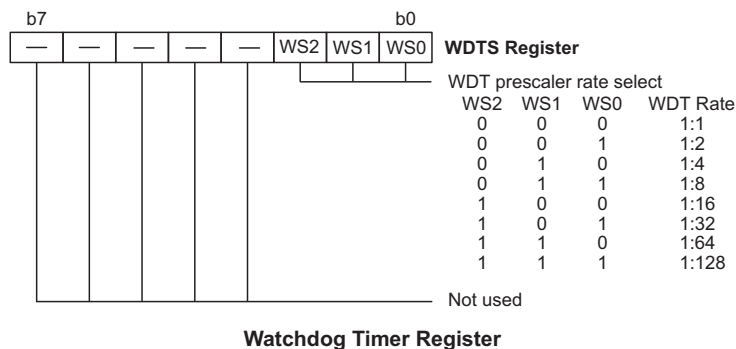 b7 b0
— — — — — WS2 WS1 WS0 WDTS Register
WDT prescaler rate select
WS2 WS1 WS0 WDT Rate
0 0 0 1:1
0 0 1 1:2
0 1 0 1:4
0 1 1 1:8
1 0 0 1:16
1 0 1 1:32
1 1 0 1:64
1 1 1 1:128
Not used
Watchdog Timer Register